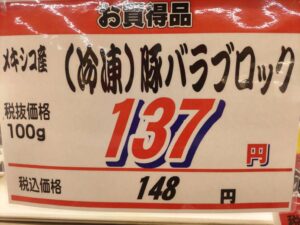 お買得品
メキシコ産 (冷凍)豚バラブロック
税抜価格
100g
137 円
税込価格 148 円